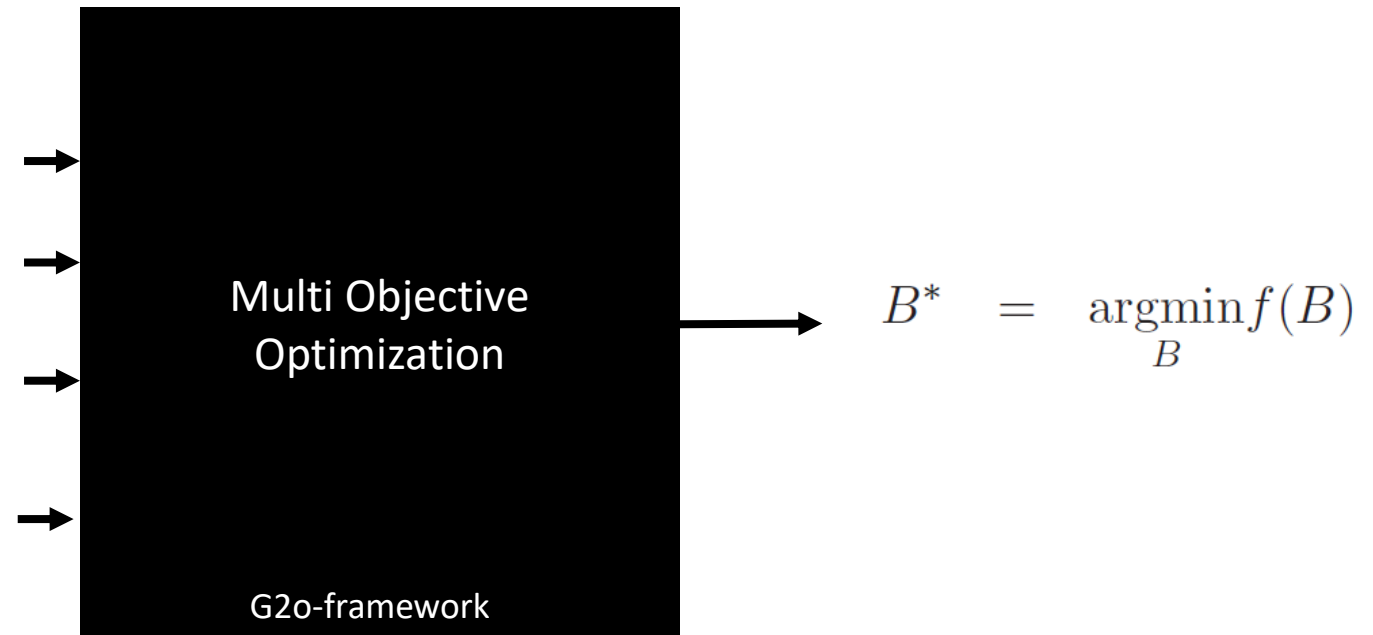 Multi Objective
Optimization
G2o-framework
B* = argmin f(B)
B